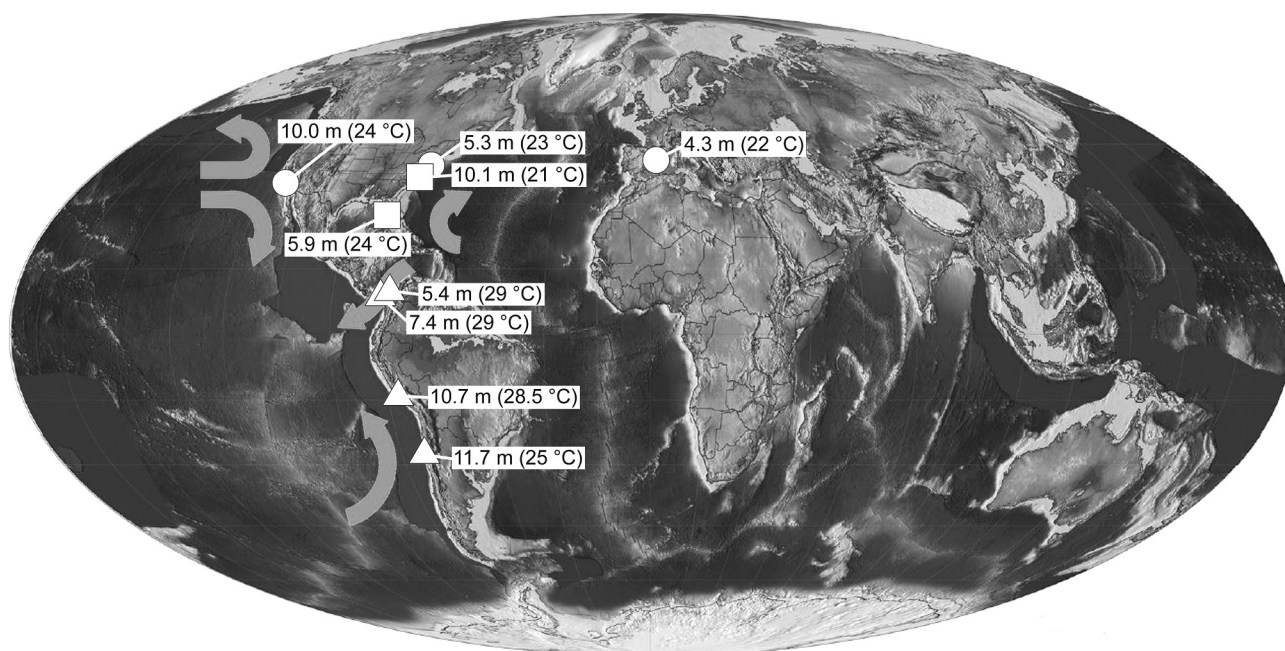 10.0 m (24 °C)
5.3 m (23 °C)
4.3 m (22 °C)
10.1 m (21 °C)
5.9 m (24 °C)
5.4 m (29 °C)
7.4 m (29 °C)
10.7 m (28.5 °C)
11.7 m (25 °C)